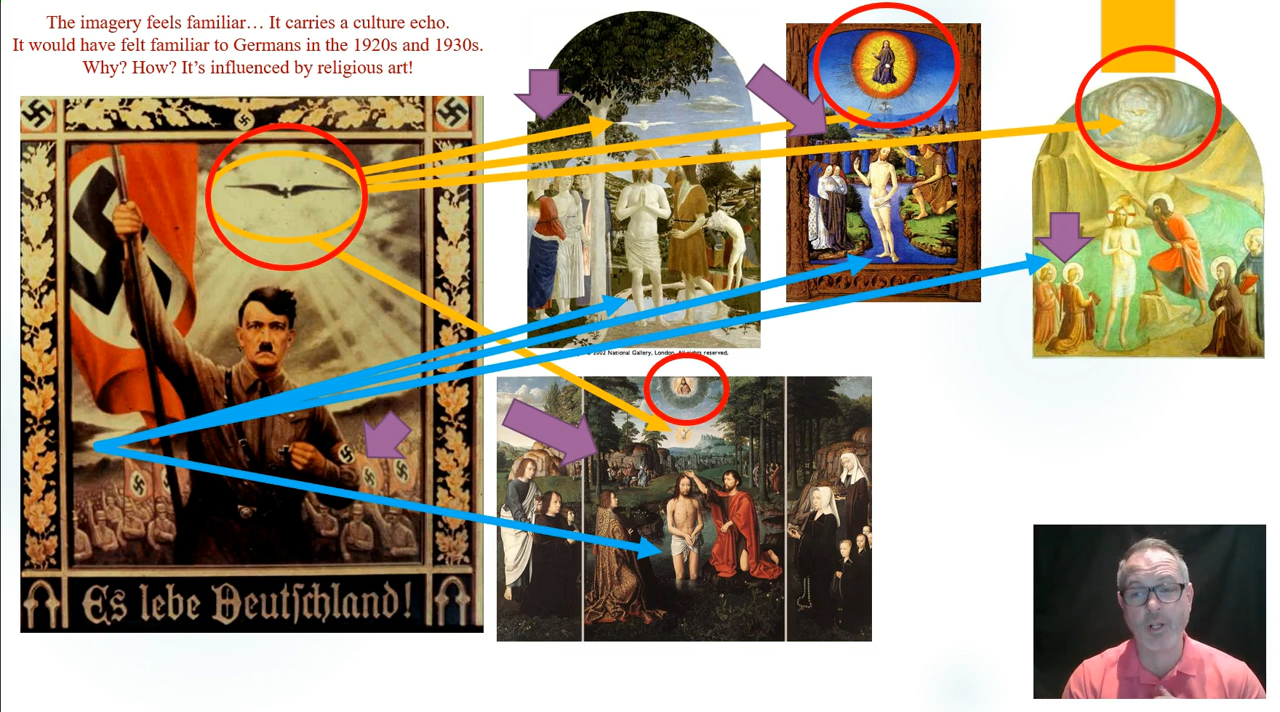 The imagery feels familiar… It carries a culture echo.
It would have felt familiar to Germans in the 1920s and 1930s.
Why? How? It’s influenced by religious art!
2002 National Gallery, London. All rights reserved.
Es lebe Deutſchland!